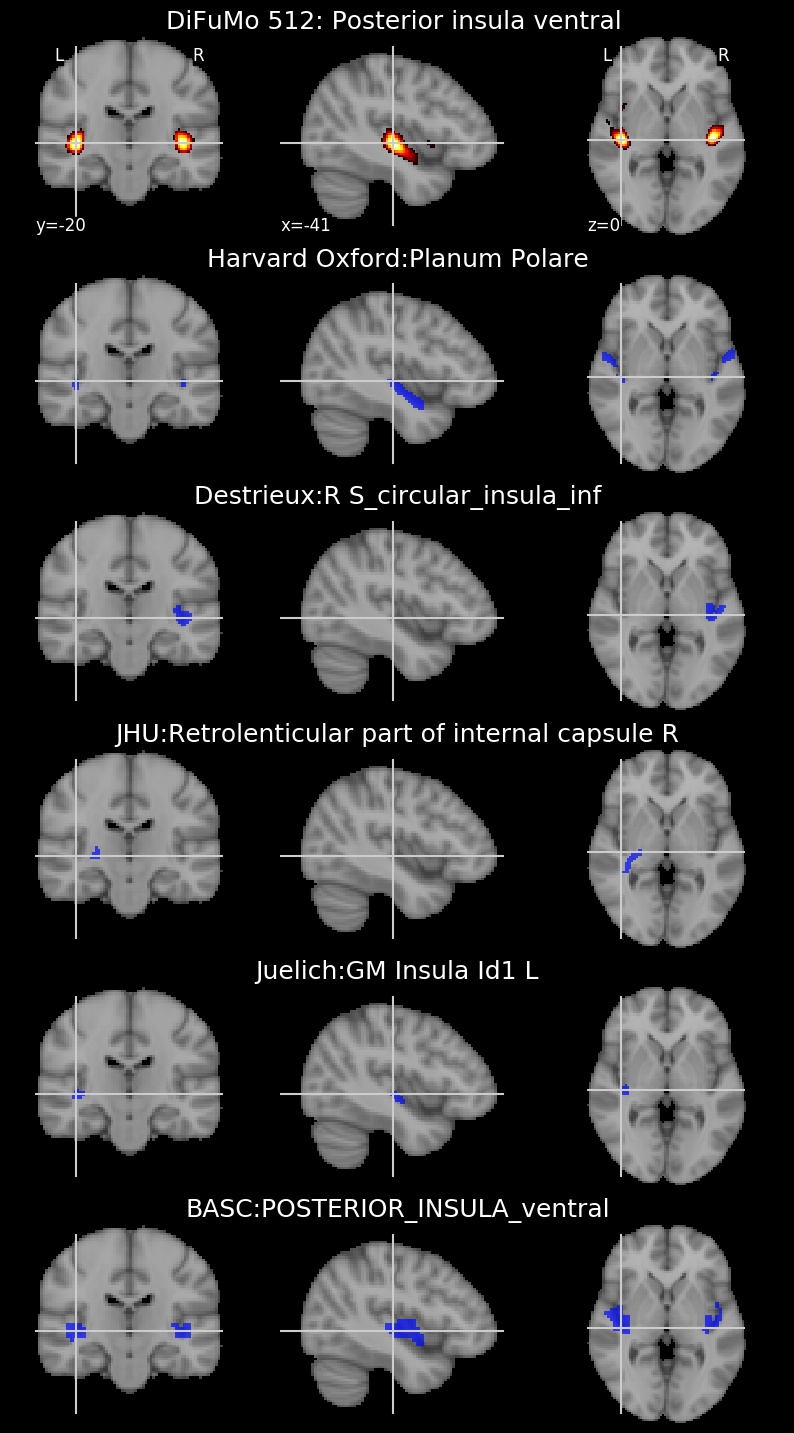 DiFuMo 512: Posterior insula ventral
L R L R
y=-20 x=-41 z=0
Harvard Oxford:Planum Polare
Destrieux:R S_circular_insula_inf
JHU:Retrolenticular part of internal capsule R
Juelich:GM Insula Id1 L
BASC:POSTERIOR_INSULA_ventral